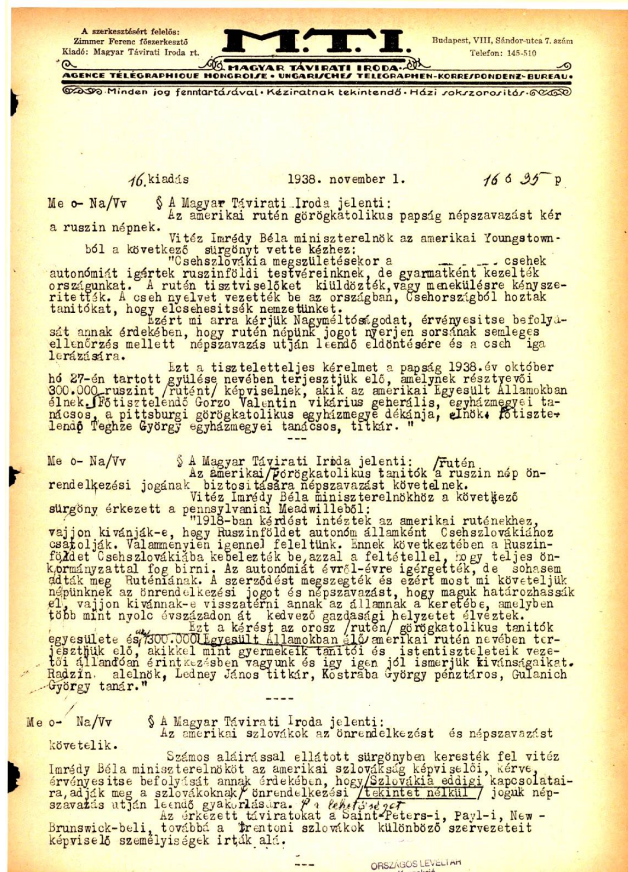 A szerkesztésért felelős:
Zimmer Ferenc főszerkesztő
Kiadó: Magyar Távirati Iroda rt.
M.T.I.
Budapest, VIII, Sándor-utca 7. szám
Telefon: 145-510
MAGYAR TÁVIRATI IRODA
AGENCE TÉLÉGRAPHIQUE HONGROISE • UNGARISCHES TELEGRAPHEN-KORRESPONDENZ-BUREAU •
Minden jog fenntartásával • Kéziratnak tekintendő • Házi sokszorosítás •
16. kiadás 1938. november 1. 16 ó 35 p
Me o- Na/Vv § A Magyar Távirati Iroda jelenti:
Az amerikai rutén görögkatolikus papság népszavazást kér
a ruszin népnek.
Vitéz Imrédy Béla miniszterelnök az amerikai Youngstown-
ból a következő sürgönyt vette kézhez:
"Csehszlovákia megszületésekor a csehek
autonómiát igértek ruszinföldi testvéreinknek, de gyarmatként kezelték
országunkat. A rutén tisztviselőket kiüldözték, vagy menekülésre kénysze-
ritették. A cseh nyelvet vezették be az országban, Csehországból hoztak
tanitókat, hogy elcsehesitsék nemzetünket.
Ezért mi arra kérjük Nagyméltóságodat, érvényesitse befolyá-
sát annak érdekében, hogy rutén népünk jogot nyerjen sorsának semleges
ellenőrzés mellett népszavazás utján leendő eldöntésére és a cseh iga
lerázására.
Ezt a tiszteletteljes kérelmet a papság 1938.év október
hó 27-én tartott gyülése nevében terjesztjük elő, amelynek résztvevői
300.000 ruszint /rutént/ képviselnek, akik az amerikai Egyesült Államokban
élnek. Főtisztelendő Gorzo Valentin vikárius generális, egyházmegyei ta-
nácsos, a pittsburgi görögkatolikus egyházmegye dékánja, elnök. Főtiszte-
lendő Teghze György egyházmegyei tanácsos, titkár. "
---
Me o- Na/Vv § A Magyar Távirati Iroda jelenti: /rutén
Az amerikai/görögkatolikus tanitók a ruszin nép ön-
rendelkezési jogának biztositására népszavazást követelnek.
Vitéz Imrédy Béla miniszterelnökhöz a következő
sürgöny érkezett a pennsylvaniai Meadwilleből:
"1918-ban kérdést intéztek az amerikai ruténekhez,
vajjon kivánják-e, hogy Ruszinföldet autonóm államként Csehszlovákiához
csatolják. Valamennyien igennel feleltünk. Ennek következtében a Ruszin-
földet Csehszlovákiába kebelezték be, azzal a feltétellel, hogy teljes ön-
kormányzattal fog birni. Az autonómiát évről-évre igérgették, de sohasem
adták meg Ruténiának. A szerződést megszegték és ezért most mi követeljük
népünknek az önrendelkezési jogot és népszavazást, hogy maguk határozhassák
el, vajjon kivánnak-e visszatérni annak az államnak a keretébe, amelyben
több mint nyolc évszázadon át kedvező gazdasági helyzetet élveztek.
Ezt a kérést az orosz /rutén/ görögkatolikus tanitók
egyesülete és 300.000 Egyesült Államokban élő/amerikai rutén nevében ter-
jesztjük elő, akikkel mint gyermekeik tanitói és istentiszteleteik veze-
tői állandóan érintkezésben vagyunk és igy igen jól ismerjük kivánságaikat.
Radzin alelnök, Ledney János titkár, Kostraba György pénztáros, Gulanich
György tanár."
----
Me o- Na/Vv § A Magyar Távirati Iroda jelenti:
Az amerikai szlovákok az önrendelkezést és népszavazást
követelik.
Számos aláirással ellátott sürgönyben keresték fel vitéz
Imrédy Béla miniszterelnököt az amerikai szlovákság képviselői, kérve,
érvényesitse befolyását annak érdekében, hogy/Szlovákia eddigi kapcsolatai-
ra, adják meg a szlovákoknak/ önrendelkezési /tekintet nélkül/ joguk nép-
szavazás utján leendő gyakorlására. a lehetőséget
Az érkezett táviratokat a Saint-Peters-i, Payl-i, New-
Brunswick-beli, továbbá a Trentoni szlovákok különböző szervezeteit
képviselő személyiségek irták alá.
---
ORSZÁGOS LEVÉLTÁR